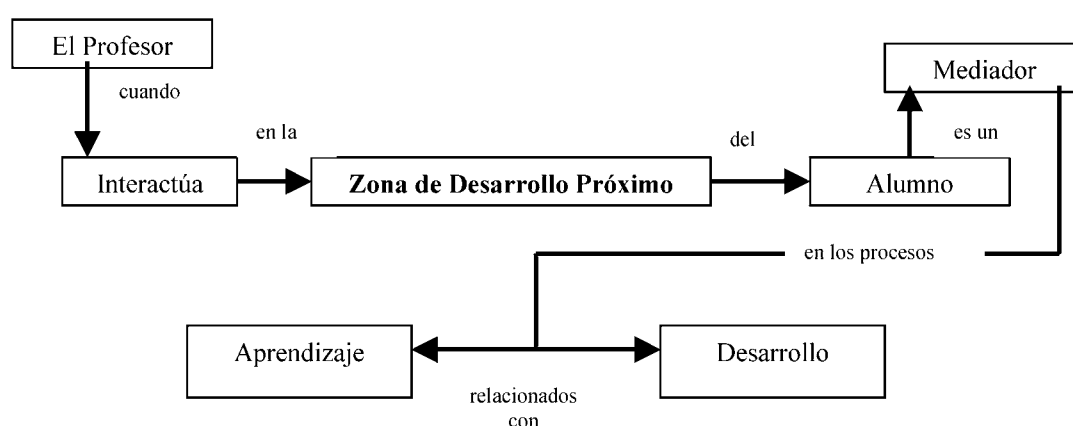 El Profesor
Mediador
cuando
en la
del
es un
Interactúa
Zona de Desarrollo Próximo
Alumno
en los procesos
Aprendizaje
Desarrollo
relacionados
con